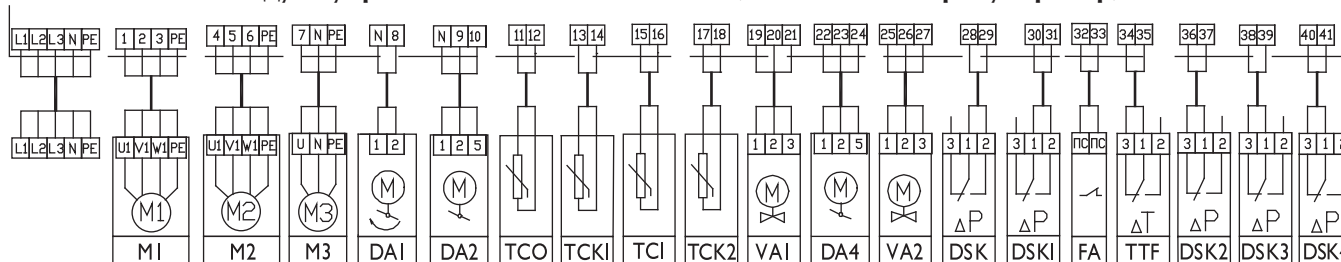 L1 L2 L3 N PE 1 2 3 PE 4 5 6 PE 7 N PE N 8 N 9 10 11 12 13 14 15 16 17 18 19 20 21 22 23 24 25 26 27 28 29 30 31 32 33 34 35 36 37 38 39 40 41
L1 L2 L3 N PE U1 V1 W1 PE U1 V1 W1 PE U N PE 1 2 1 2 5 1 2 3 1 2 5 1 2 3 3 1 2 3 1 2 ПС ПС 3 1 2 3 1 2 3 1 2 3 1 2
M1 M2 M3 M M M M M ΔP ΔP ΔT ΔP ΔP ΔP
M1 M2 M3 DA1 DA2 TCO TCK1 TC1 TCK2 VA1 DA4 VA2 DSK DSK1 FA TTF DSK2 DSK3 DSK